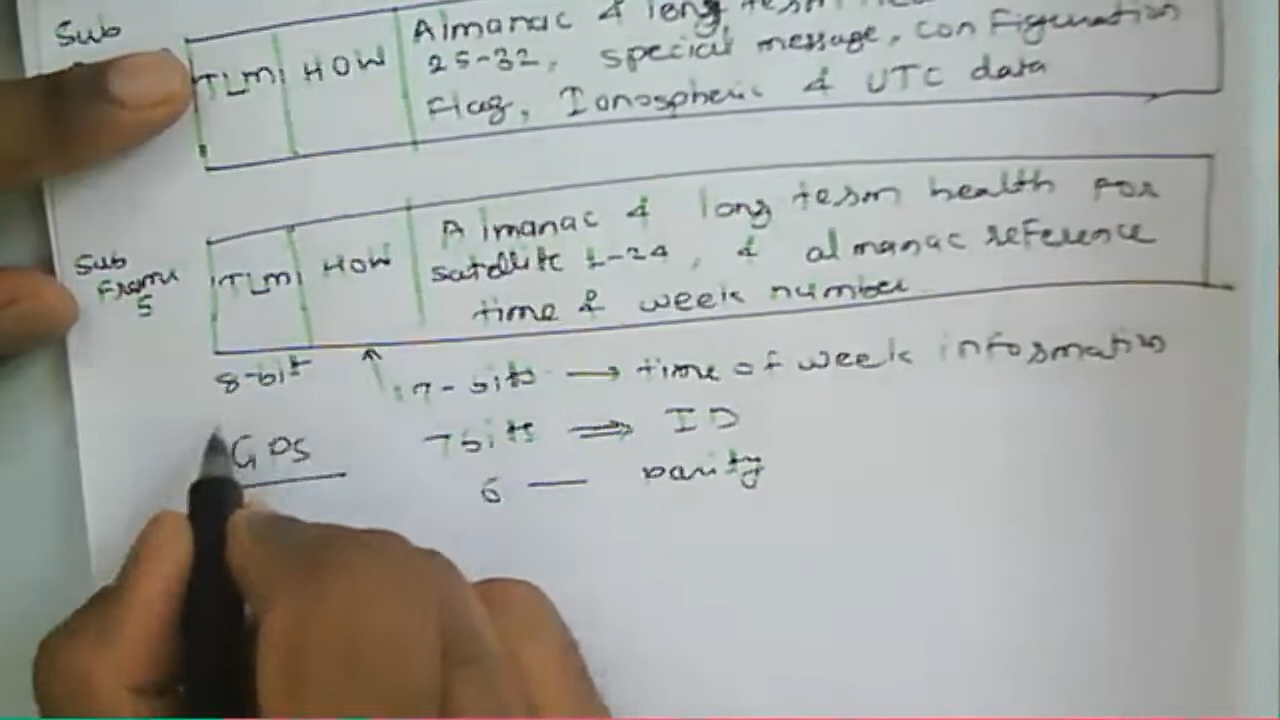 Sub
TLM HOW Almanac & long term
25-32, special message, configuration
Flag, Ionospheric & UTC data
Sub
Frame
5
TLM HOW Almanac & long term health for
satellite 1-24, & almanac reference
time & week number
8-bit
17-bits → time of week information
7bits ⇒ ID
6 — parity
GPS